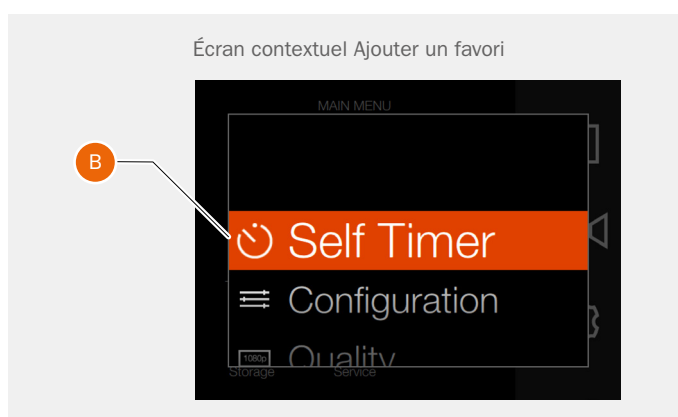 Écran contextuel Ajouter un favori
MAIN MENU
B
Self Timer
Configuration
1080p Quality
Storage Service